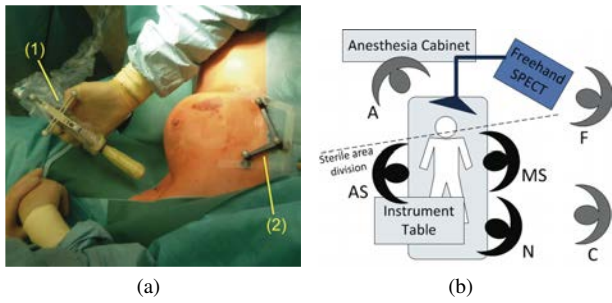 (1)
(2)
(a)
Anesthesia Cabinet
Freehand
SPECT
A
F
Sterile area
division
AS
MS
Instrument
Table
N
C
(b)